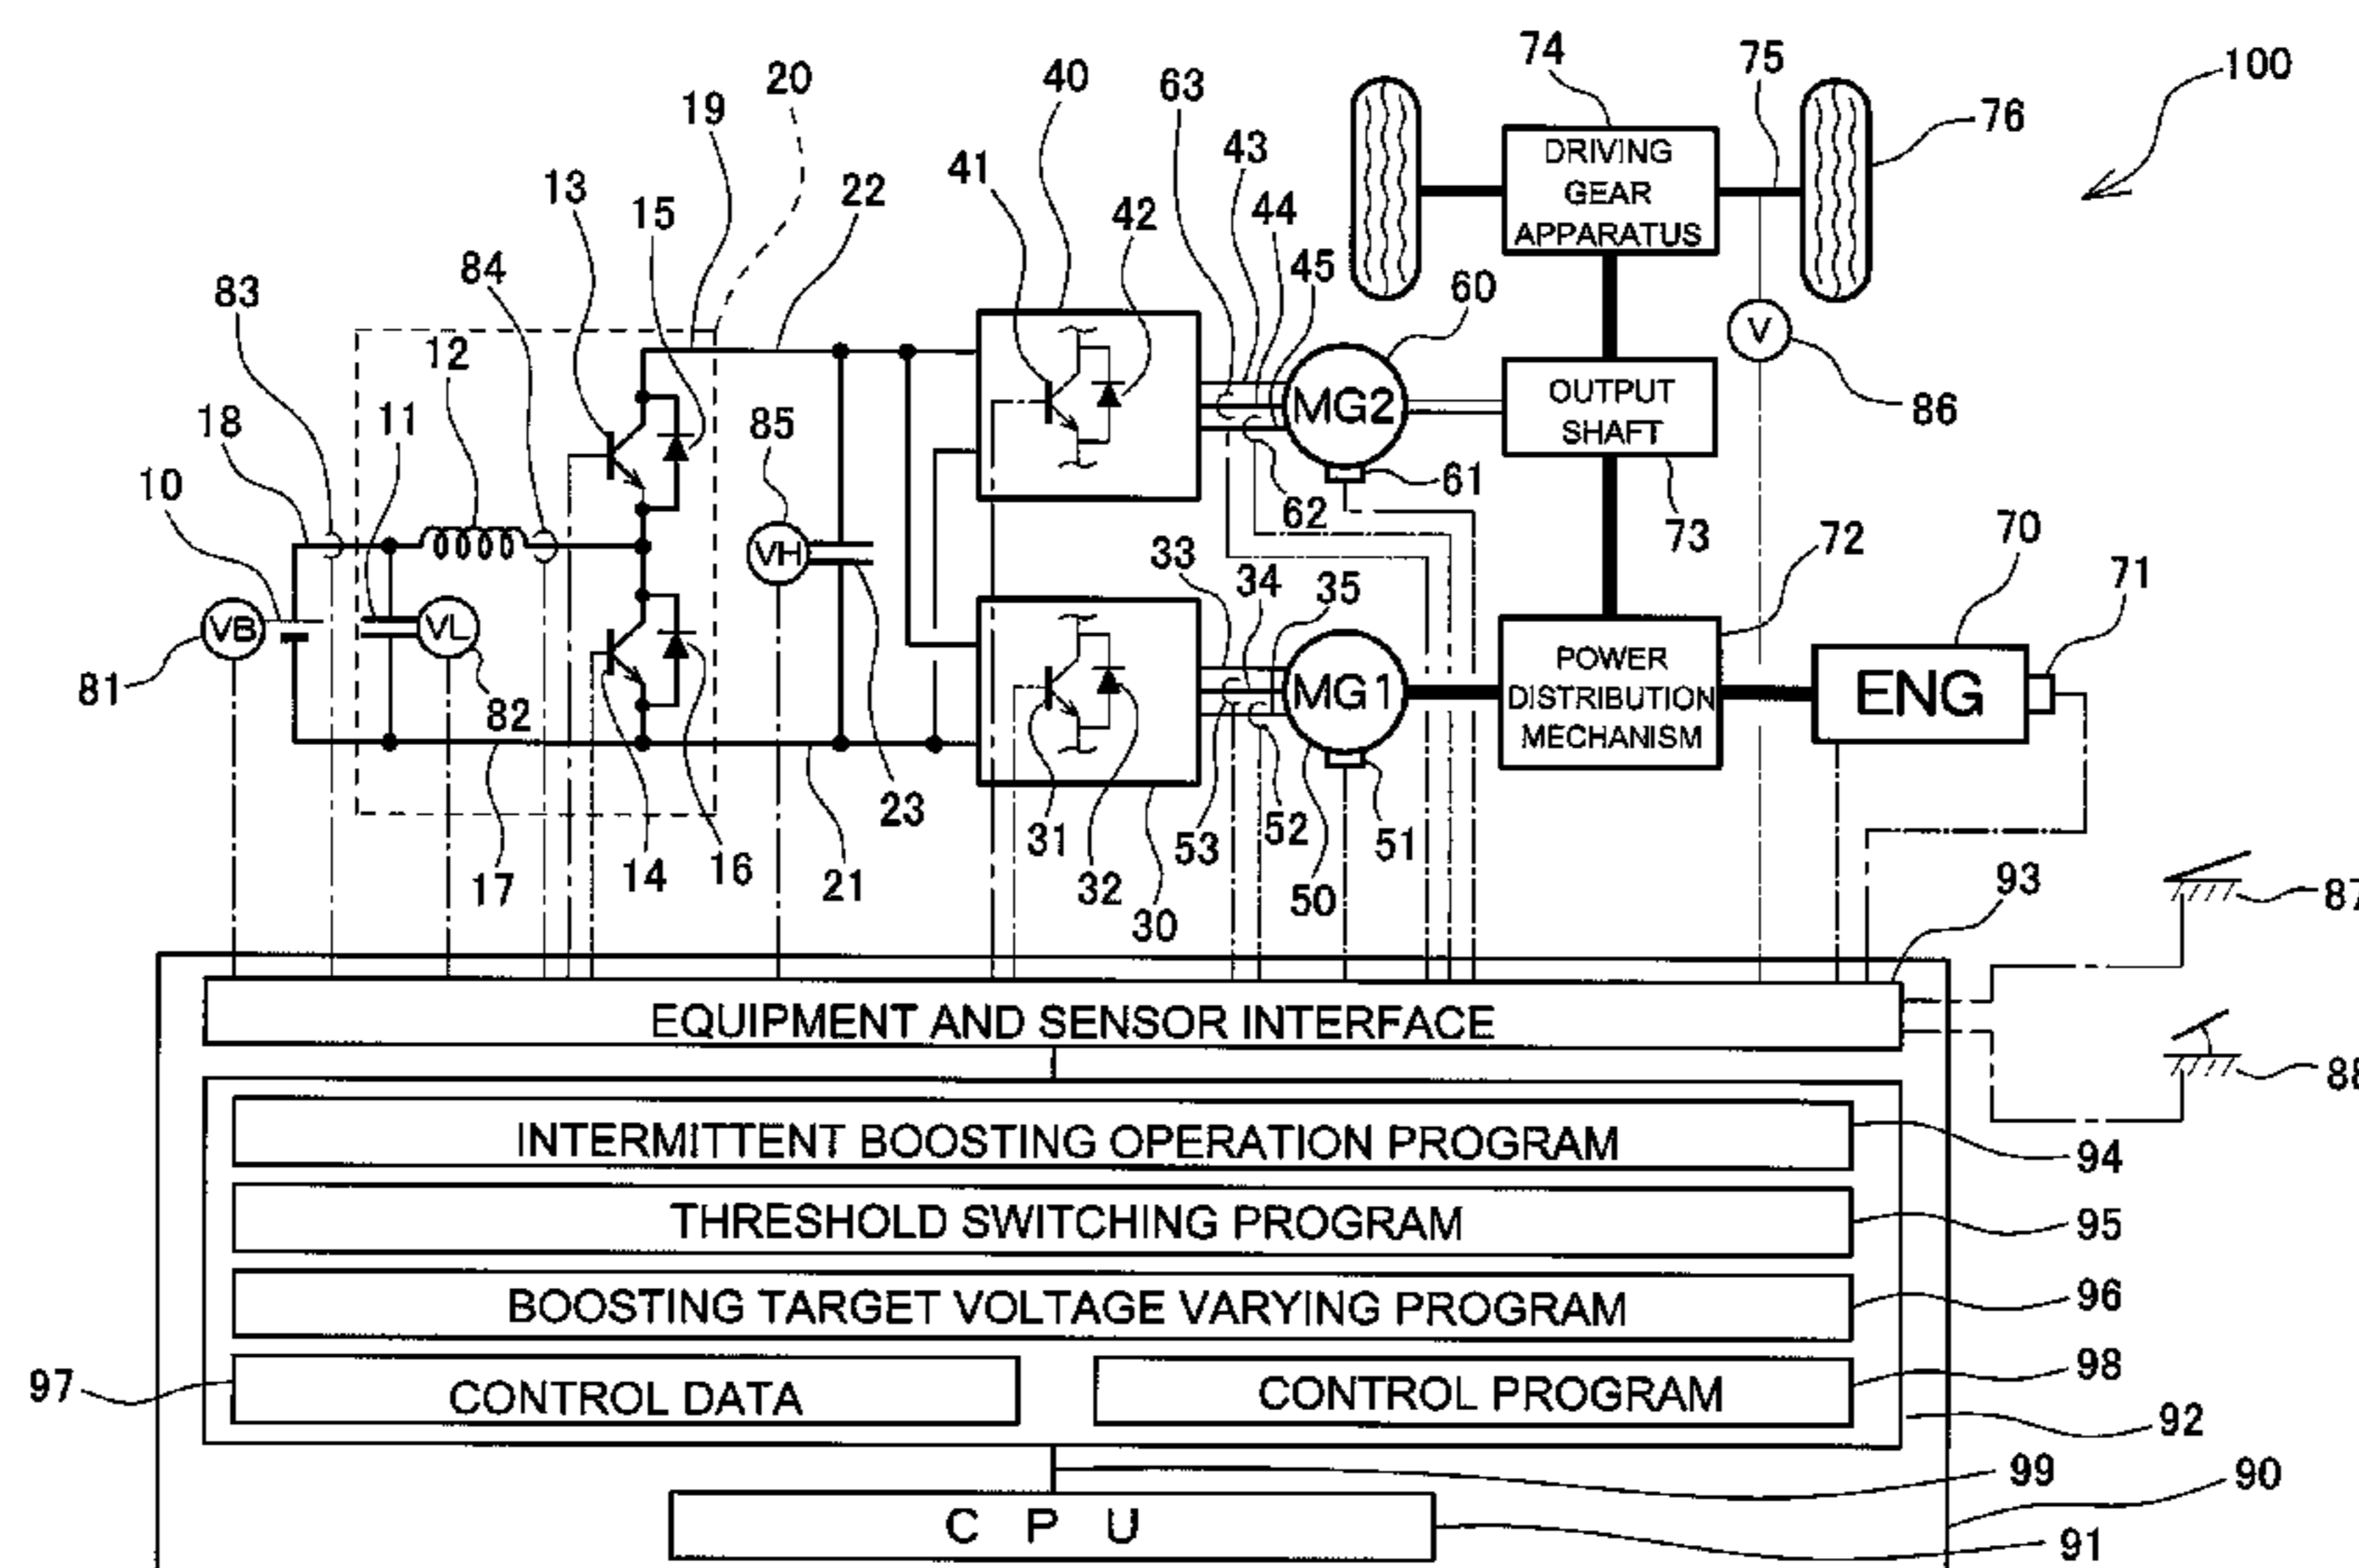 74
75
100
20
40
63
19
76
DRIVING
GEAR
APPARATUS
43
13
15
22
41
42
44
84
45
60
83
12
V
18
11
85
MG2
OUTPUT
SHAFT
86
10
61
62
VH
73
72
70
33
34
35
71
VB
VL
POWER
DISTRIBUTION
MECHANISM
MG1
ENG
81
82
23
31
53
52
51
14
16
32
17
21
50
30
93
87
EQUIPMENT AND SENSOR INTERFACE
88
INTERMITTENT BOOSTING OPERATION PROGRAM
94
THRESHOLD SWITCHING PROGRAM
95
BOOSTING TARGET VOLTAGE VARYING PROGRAM
96
97
CONTROL DATA
CONTROL PROGRAM
98
92
99
90
C P U
91